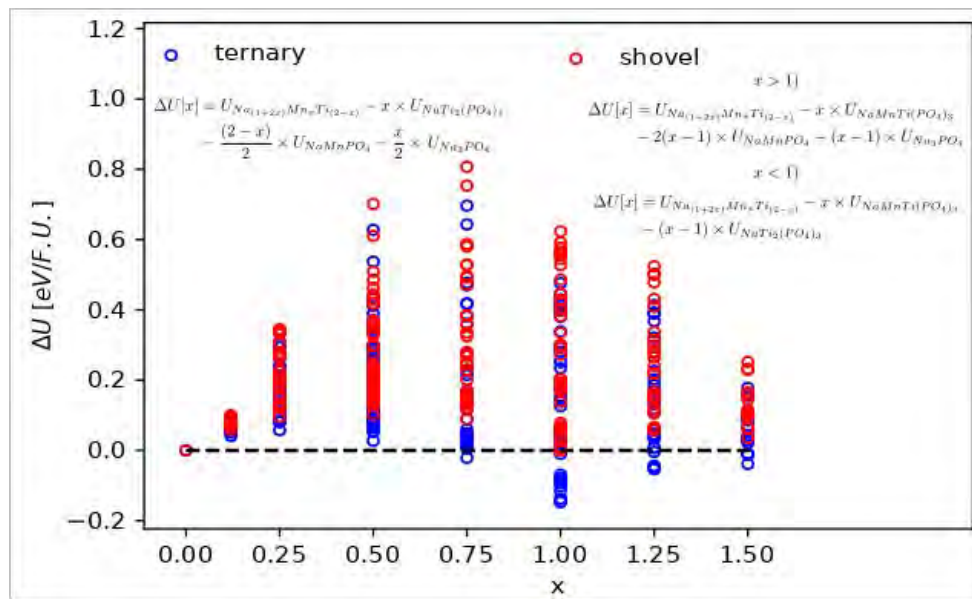 1.2
1.0
0.8
0.6
0.4
0.2
0.0
−0.2
ΔU [eV/F.U.]
ternary
ΔU[x] = U_{Na_{(1+2x)}Mn_xTi_{(2−x)}} − x × U_{NaTi_2(PO_4)_3}
− (2−x)/2 × U_{NaMnPO_4} − x/2 × U_{Na_3PO_4}
shovel
x > 1)
ΔU[x] = U_{Na_{(1+2x)}Mn_xTi_{(2−x)}} − x × U_{NaMnTi(PO_4)_3}
− 2(x − 1) × U_{NaMnPO_4} − (x − 1) × U_{Na_3PO_4}
x < 1)
ΔU[x] = U_{Na_{(1+2x)}Mn_xTi_{(2−x)}} − x × U_{NaMnTi(PO_4)_3}
− (x − 1) × U_{NaTi_2(PO_4)_3}
0.00 0.25 0.50 0.75 1.00 1.25 1.50
x